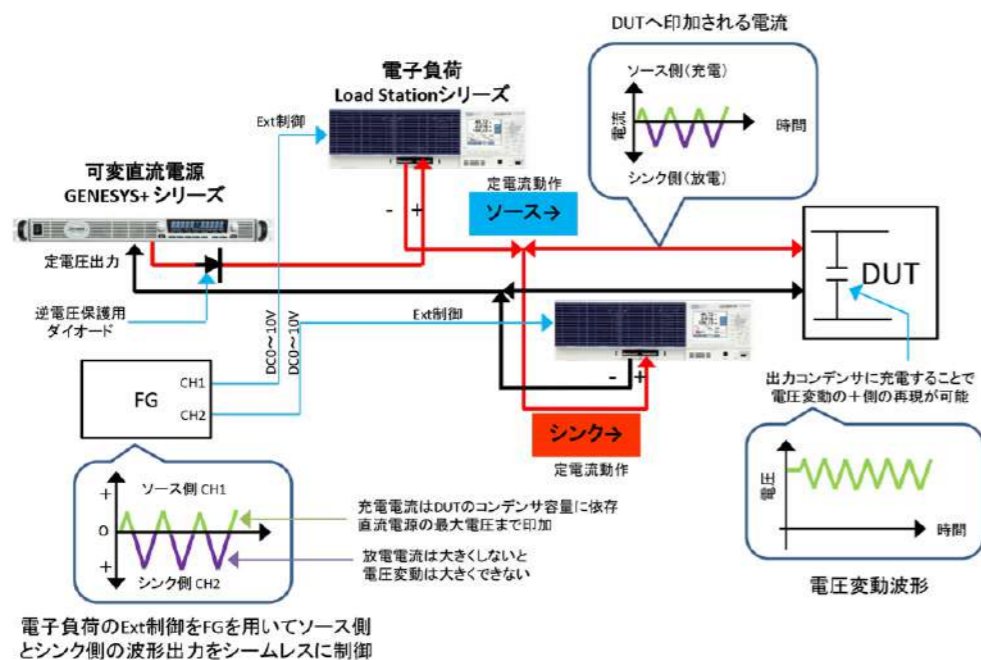 DUTへ印加される電流
ソース側(充電)
電流
時間
シンク側(放電)
電子負荷
Load Stationシリーズ
Ext制御
可変直流電源
GENESYS+シリーズ
定電流動作
ソース→
- +
定電圧出力
DUT
逆電圧保護用
ダイオード
DC0～10V
DC0～10V
Ext制御
- +
FG
CH1
CH2
シンク→
定電流動作
出力コンデンサに充電することで
電圧変動の＋側の再現が可能
+
ソース側 CH1
0
+
シンク側 CH2
充電電流はDUTのコンデンサ容量に依存
直流電源の最大電圧まで印加
放電電流は大きくしないと
電圧変動は大きくできない
電圧
時間
電圧変動波形
電子負荷のExt制御をFGを用いてソース側
とシンク側の波形出力をシームレスに制御